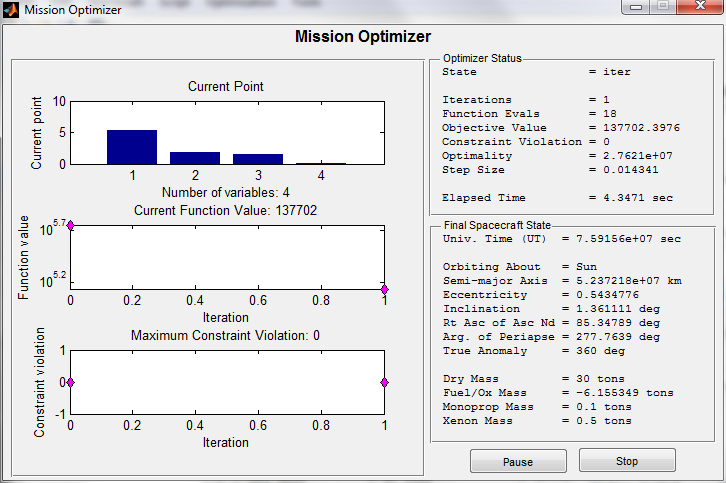 Mission Optimizer
Script Optimization Tools
Mission Optimizer
Current Point
Current point
10
5
0
1 2 3 4
Number of variables: 4
Current Function Value: 137702
Function value
10^5.7
10^5.2
0 0.2 0.4 0.6 0.8 1
Iteration
Maximum Constraint Violation: 0
Constraint violation
1
0
-1
0 0.2 0.4 0.6 0.8 1
Iteration
Optimizer Status
State = iter
Iterations = 1
Function Evals = 18
Objective Value = 137702.3976
Constraint Violation = 0
Optimality = 2.7621e+07
Step Size = 0.014341
Elapsed Time = 4.3471 sec
Final Spacecraft State
Univ. Time (UT) = 7.59156e+07 sec
Orbiting About = Sun
Semi-major Axis = 5.237218e+07 km
Eccentricity = 0.5434776
Inclination = 1.361111 deg
Rt Asc of Asc Nd = 85.34789 deg
Arg. of Periapse = 277.7639 deg
True Anomaly = 360 deg
Dry Mass = 30 tons
Fuel/Ox Mass = -6.155349 tons
Monoprop Mass = 0.1 tons
Xenon Mass = 0.5 tons
Pause
Stop